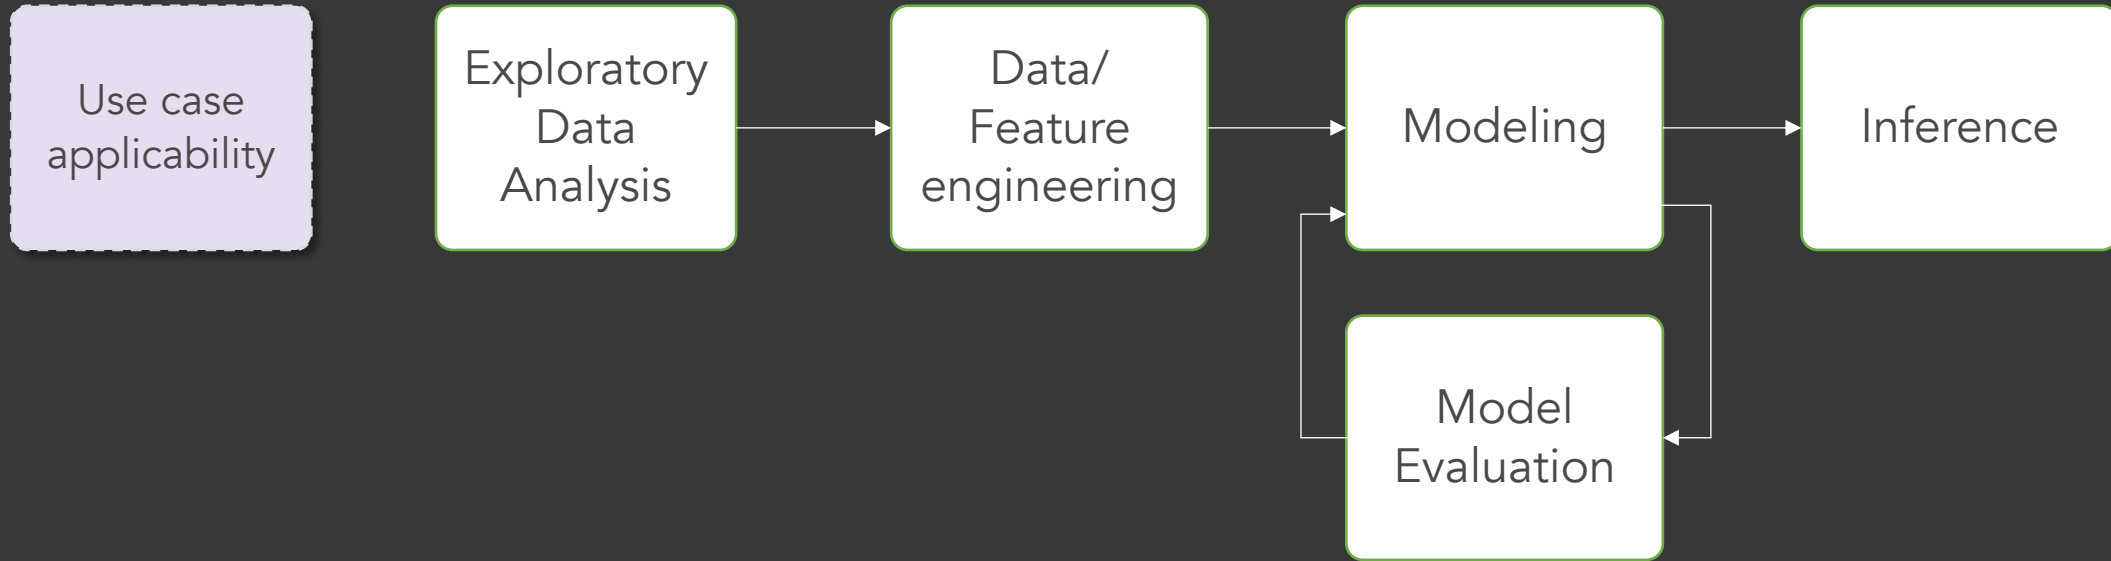 Use case
applicability
Exploratory
Data
Analysis
Data/
Feature
engineering
Modeling
Inference
Model
Evaluation